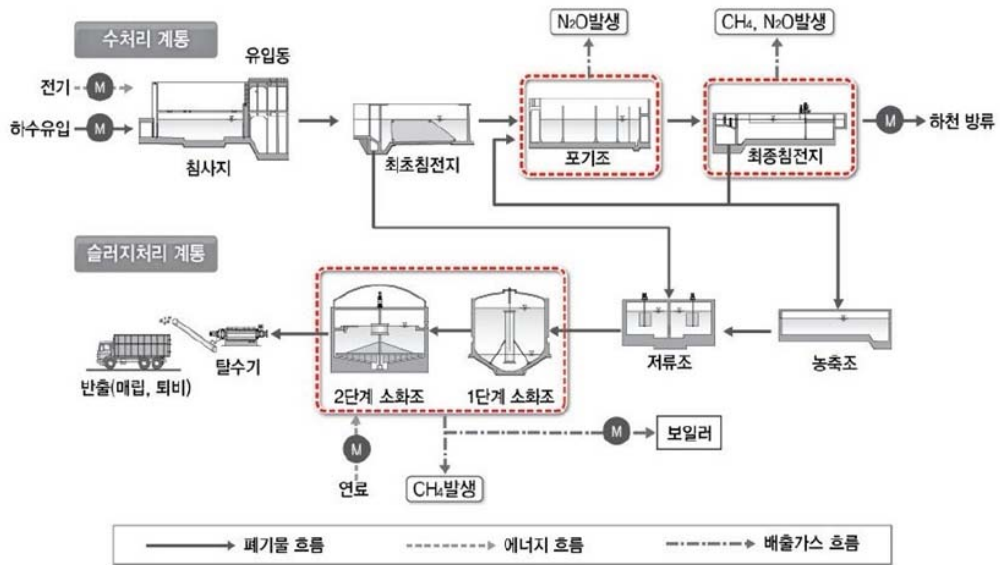 수처리 계통
N₂O발생
CH₄, N₂O발생
유입동
전기
M
하수유입
M
M
하천 방류
침사지
최초침전지
포기조
최종침전지
슬러지처리 계통
탈수기
반출(매립, 퇴비)
2단계 소화조
1단계 소화조
저류조
농축조
M
보일러
M
연료
CH₄발생
폐기물 흐름
에너지 흐름
배출가스 흐름